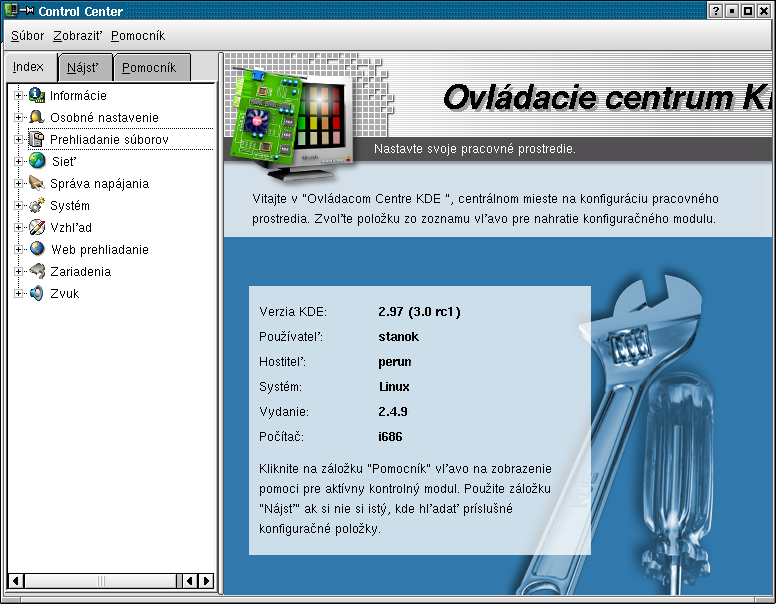 Control Center
Súbor Zobraziť Pomocník
Index Nájsť Pomocník
Informácie
Osobné nastavenie
Prehliadanie súborov
Sieť
Správa napájania
Systém
Vzhľad
Web prehliadanie
Zariadenia
Zvuk
Ovládacie centrum K
Nastavte svoje pracovné prostredie.
Vitajte v "Ovládacom Centre KDE ", centrálnom mieste na konfiguráciu pracovného
prostredia. Zvoľte položku zo zoznamu vľavo pre nahratie konfiguračného modulu.
Verzia KDE: 2.97 (3.0 rc1)
Používateľ: stanok
Hostiteľ: perun
Systém: Linux
Vydanie: 2.4.9
Počítač: i686
Kliknite na záložku "Pomocník" vľavo na zobrazenie
pomoci pre aktívny kontrolný modul. Použite záložku
"Nájsť" ak si nie si istý, kde hľadať príslušné
konfiguračné položky.